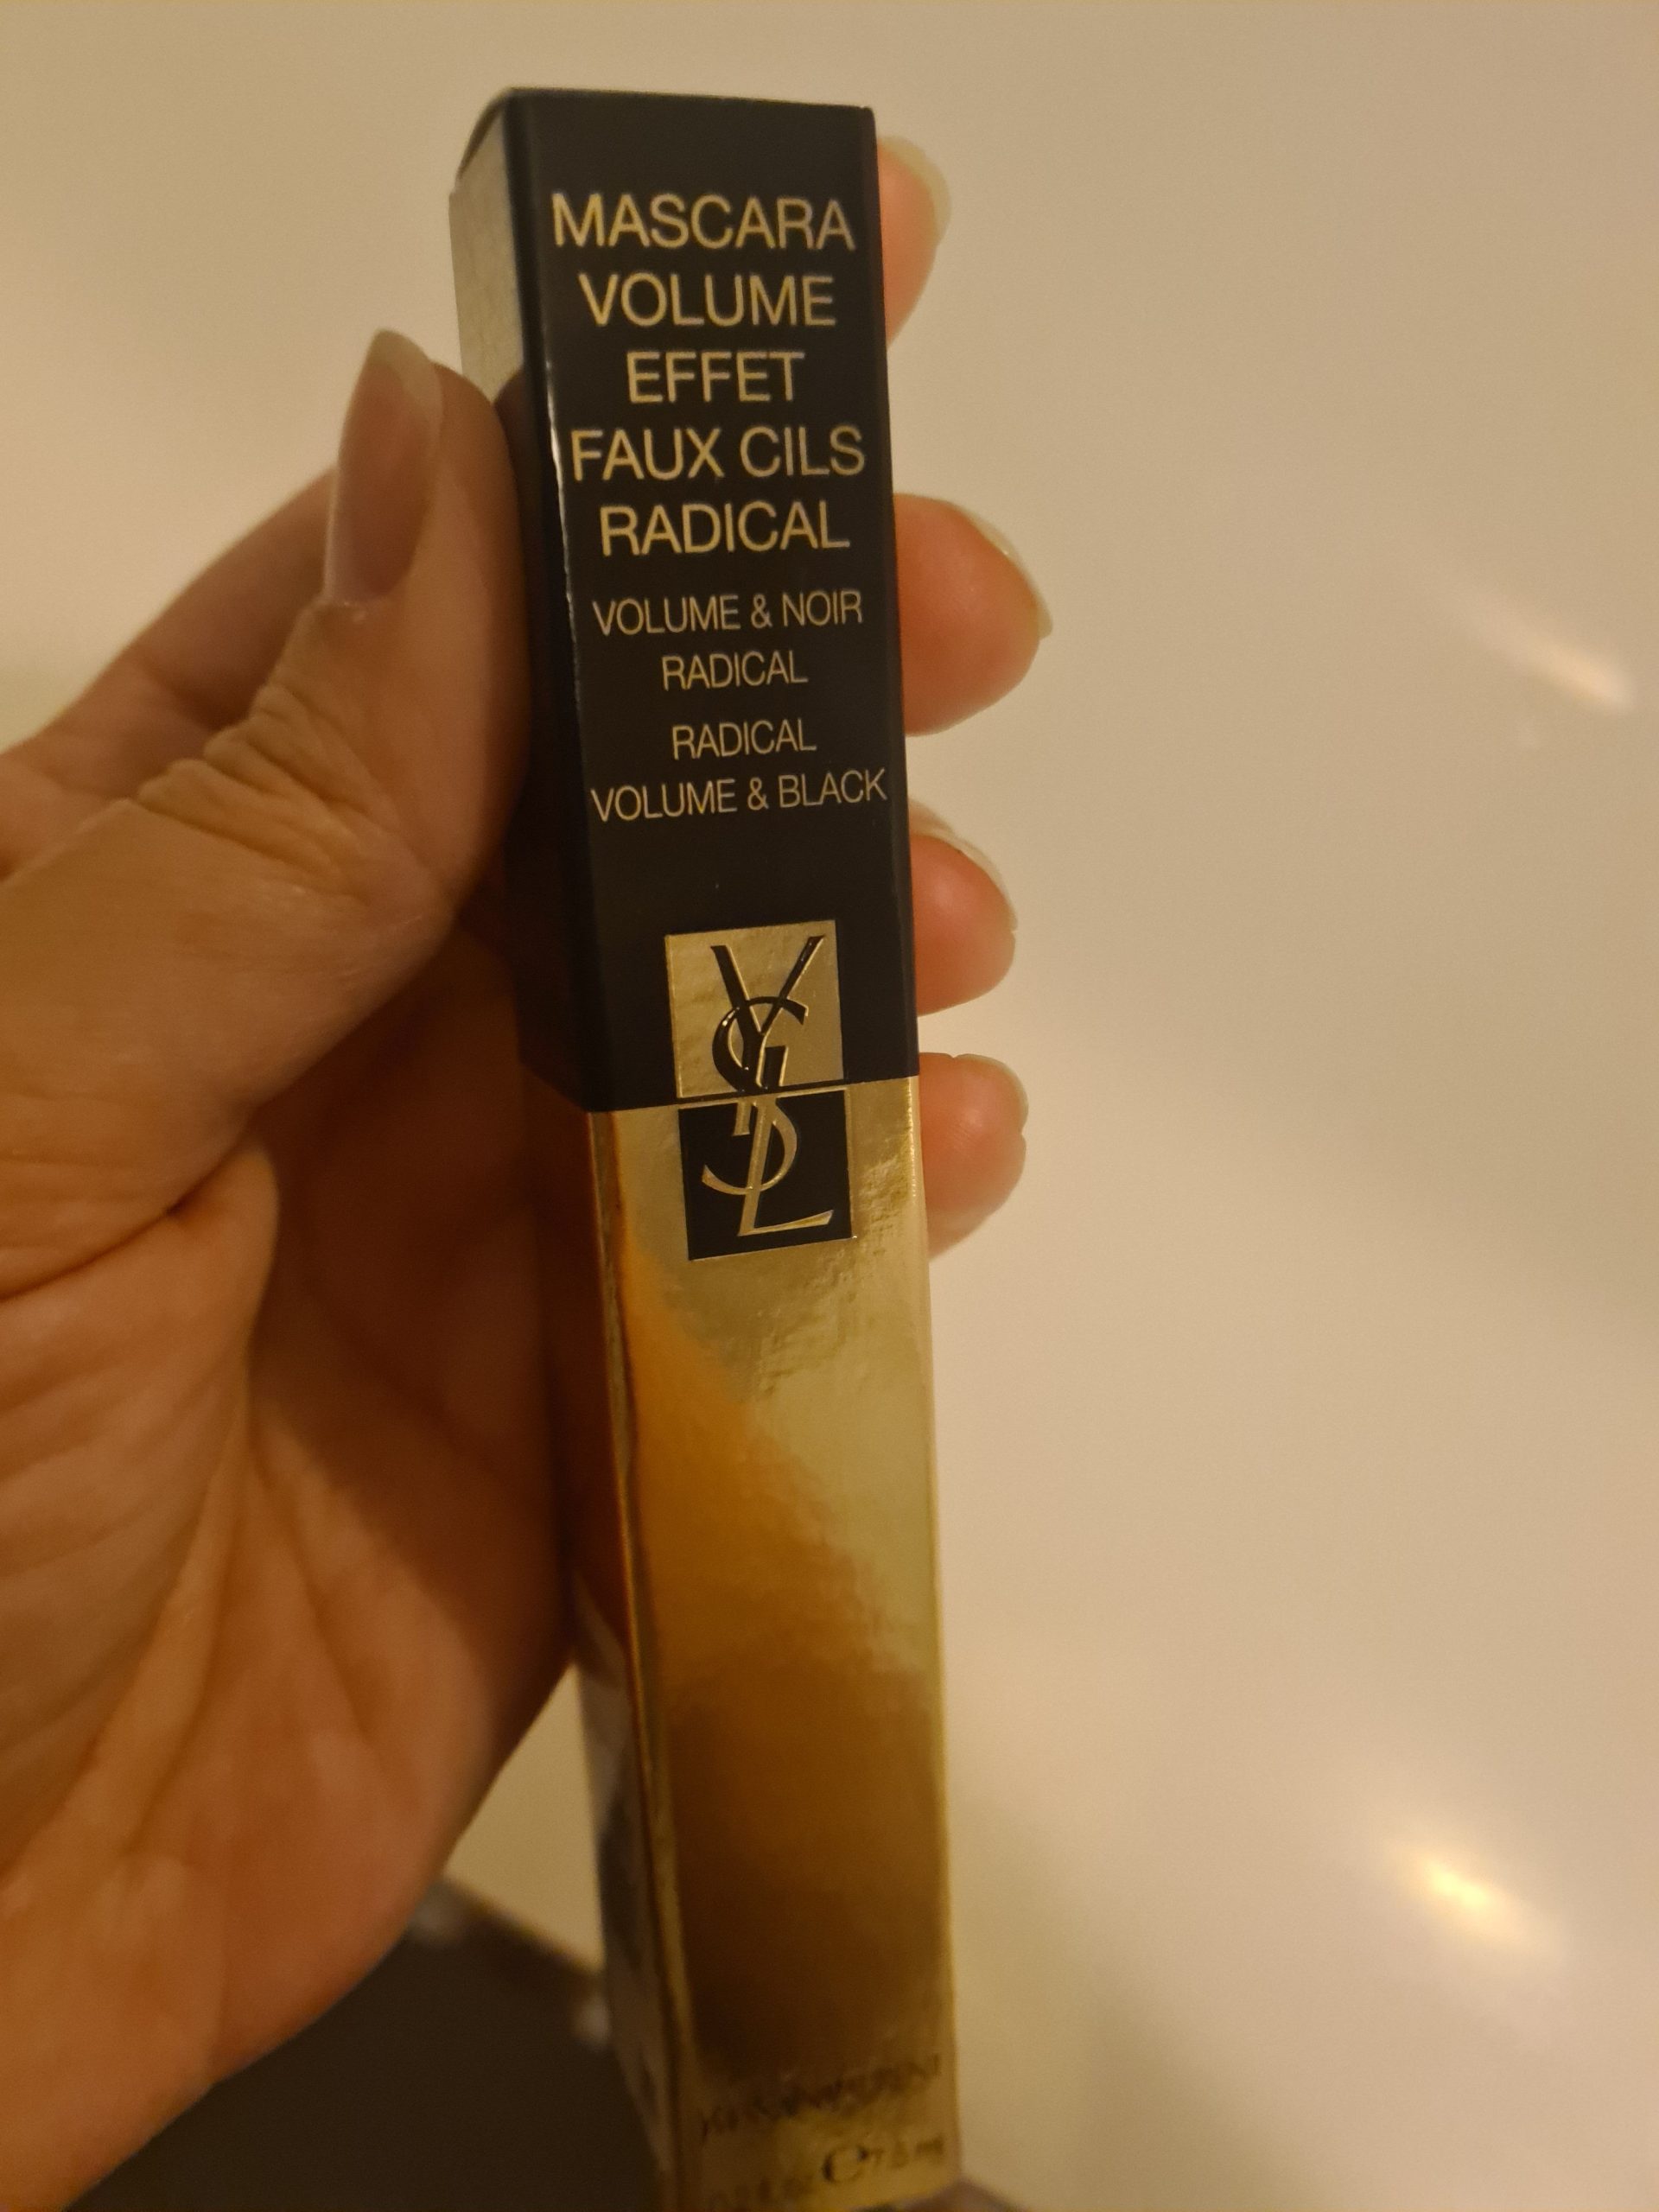 MASCARA
VOLUME
EFFET
FAUX CILS
RADICAL
VOLUME & NOIR
RADICAL
RADICAL
VOLUME & BLACK
YSL